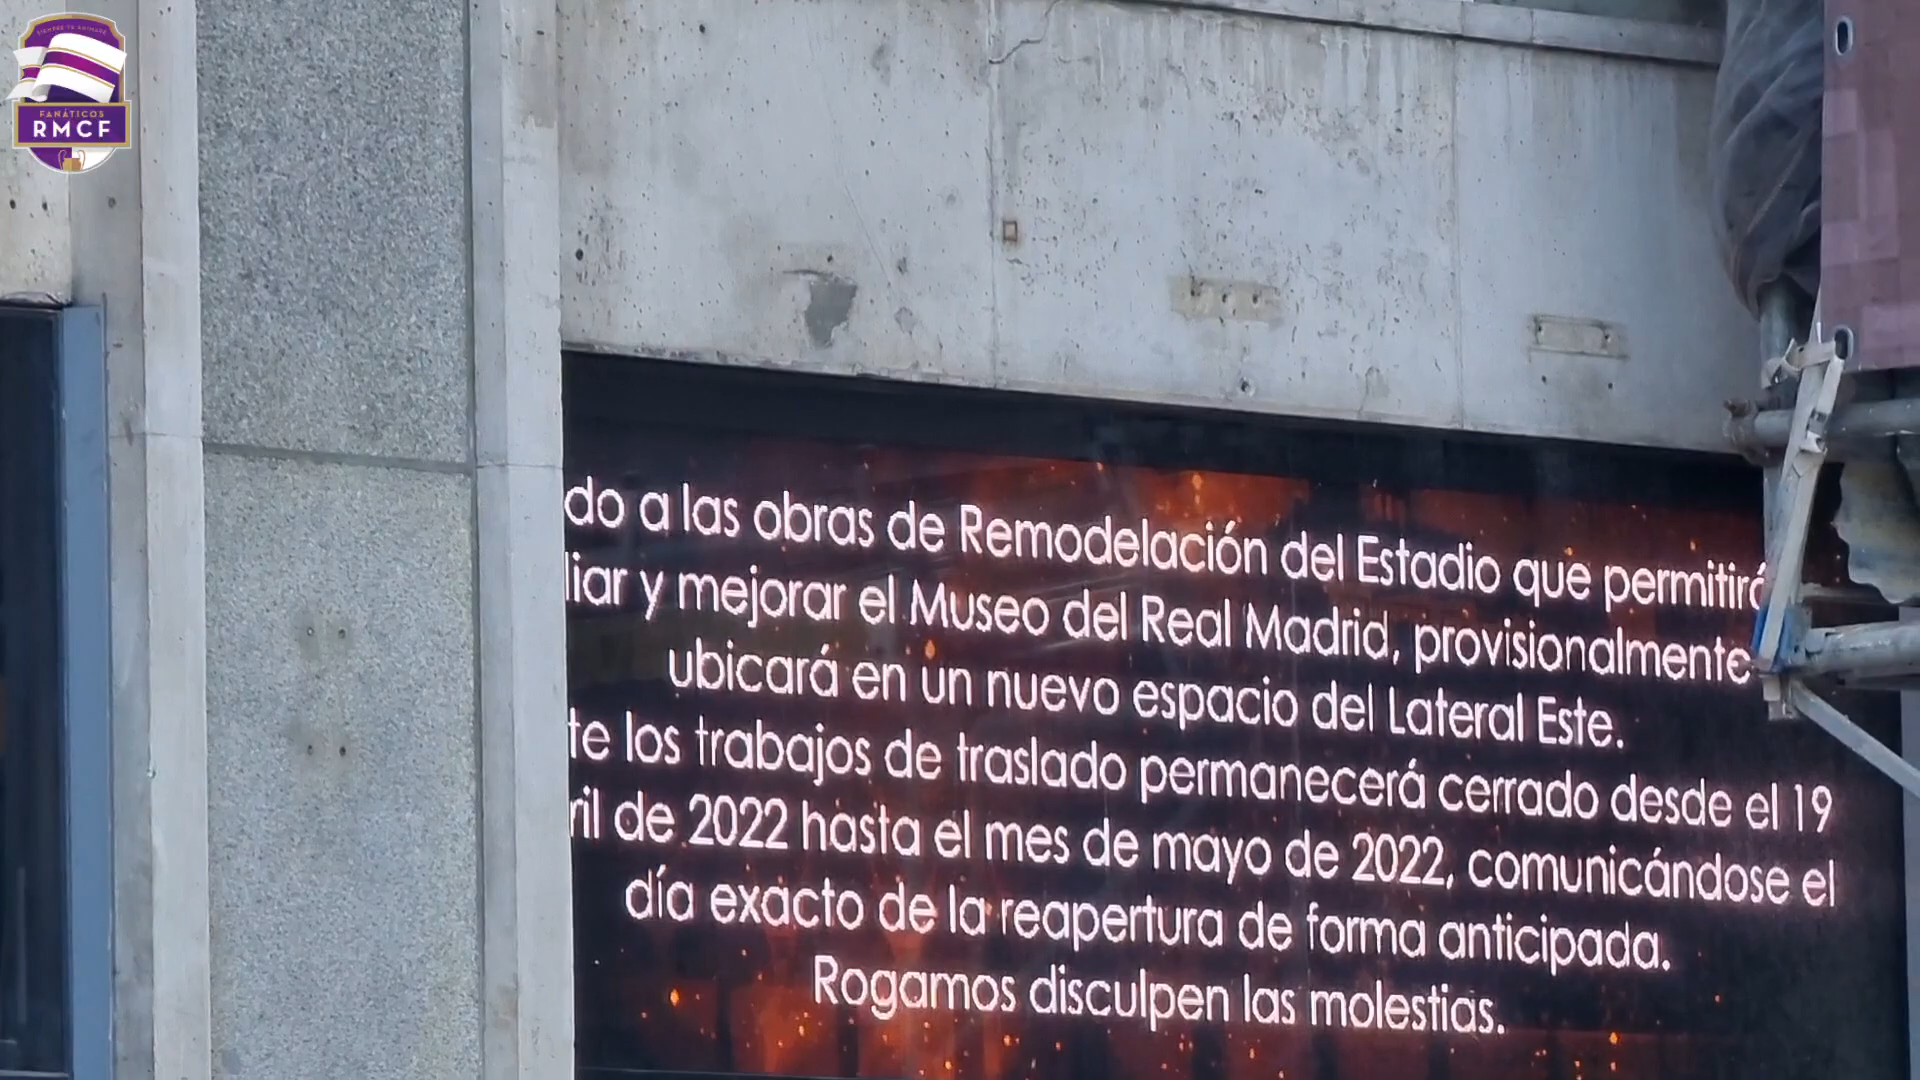 SIEMPRE TE ANIMARÉ
FANÁTICOS
RMCF
do a las obras de Remodelación del Estadio que permitirá
liar y mejorar el Museo del Real Madrid, provisionalmente
ubicará en un nuevo espacio del Lateral Este.
te los trabajos de traslado permanecerá cerrado desde el 19
ril de 2022 hasta el mes de mayo de 2022, comunicándose el
día exacto de la reapertura de forma anticipada.
Rogamos disculpen las molestias.